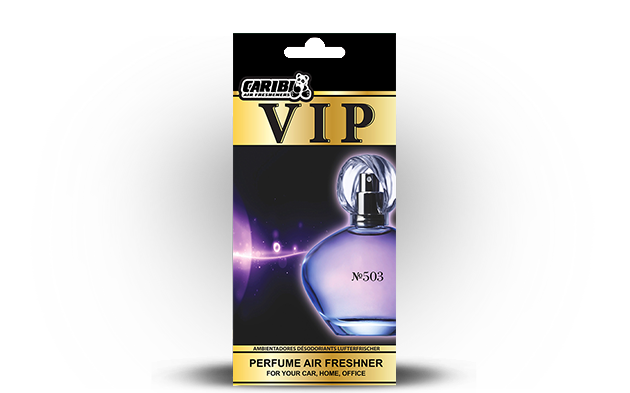 CARIBI
AIR FRESHENERS
VIP
№503
AMBIENTADORES DÉSODORIANTS LUFTERFRISCHER
PERFUME AIR FRESHNER
FOR YOUR CAR, HOME, OFFICE